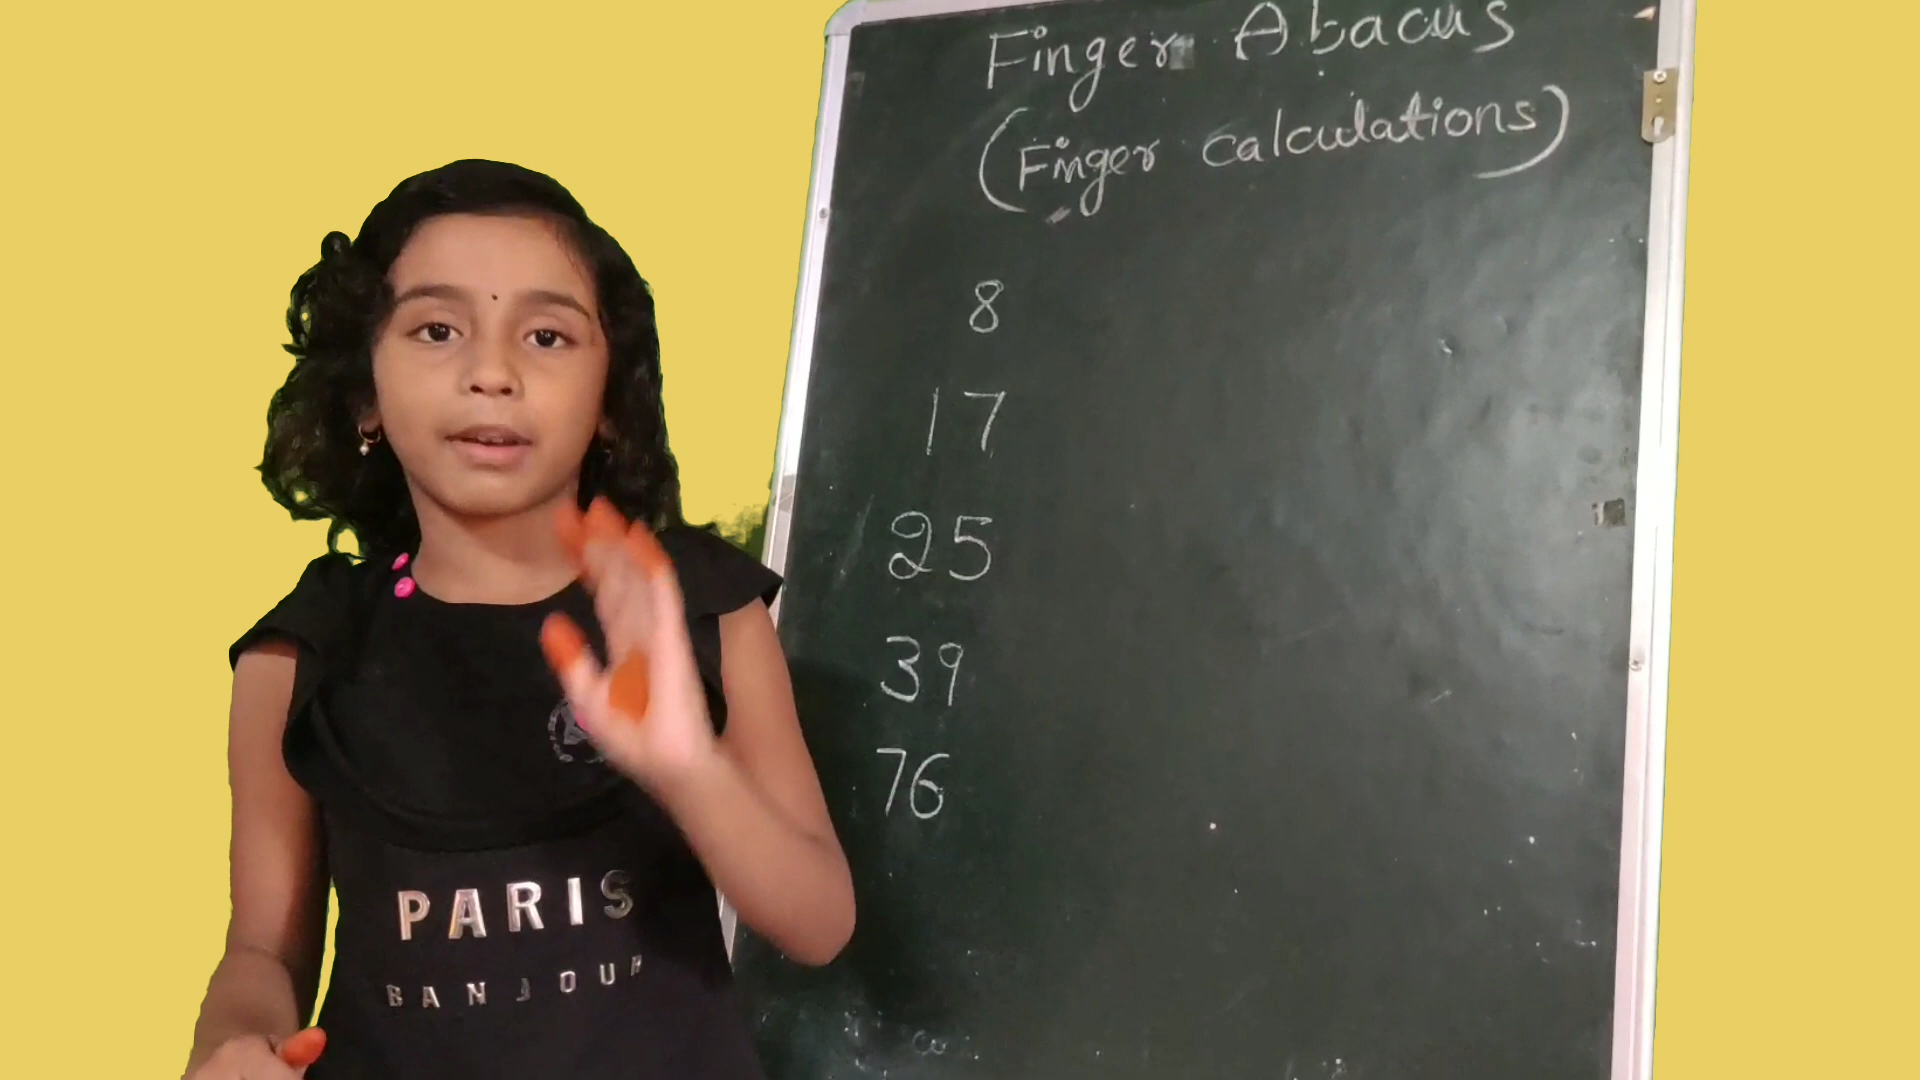 Finger Abacus
(Finger calculations)
8
17
25
39
76
PARIS
BANJOUR